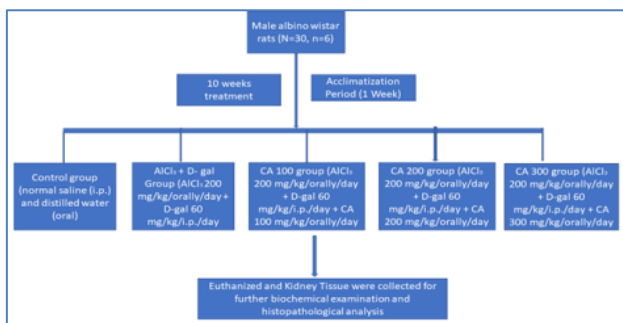 Male albino wistar
rats (N=30, n=6)
10 weeks
treatment
Acclimatization
Period (1 Week)
Control group
(normal saline (i.p.)
and distilled water
(oral)
AlCl₃ + D- gal
Group (AlCl₃ 200
mg/kg/orally/day +
D-gal 60
mg/kg/i.p./day
CA 100 group (AlCl₃
200 mg/kg/orally/day
+ D-gal 60
mg/kg/i.p./day + CA
100 mg/kg/orally/day)
CA 200 group (AlCl₃
200 mg/kg/orally/day
+ D-gal 60
mg/kg/i.p./day + CA
200 mg/kg/orally/day)
CA 300 group (AlCl₃
200 mg/kg/orally/day
+ D-gal 60
mg/kg/i.p./day + CA
300 mg/kg/orally/day)
Euthanized and Kidney Tissue were collected for
further biochemical examination and
histopathological analysis